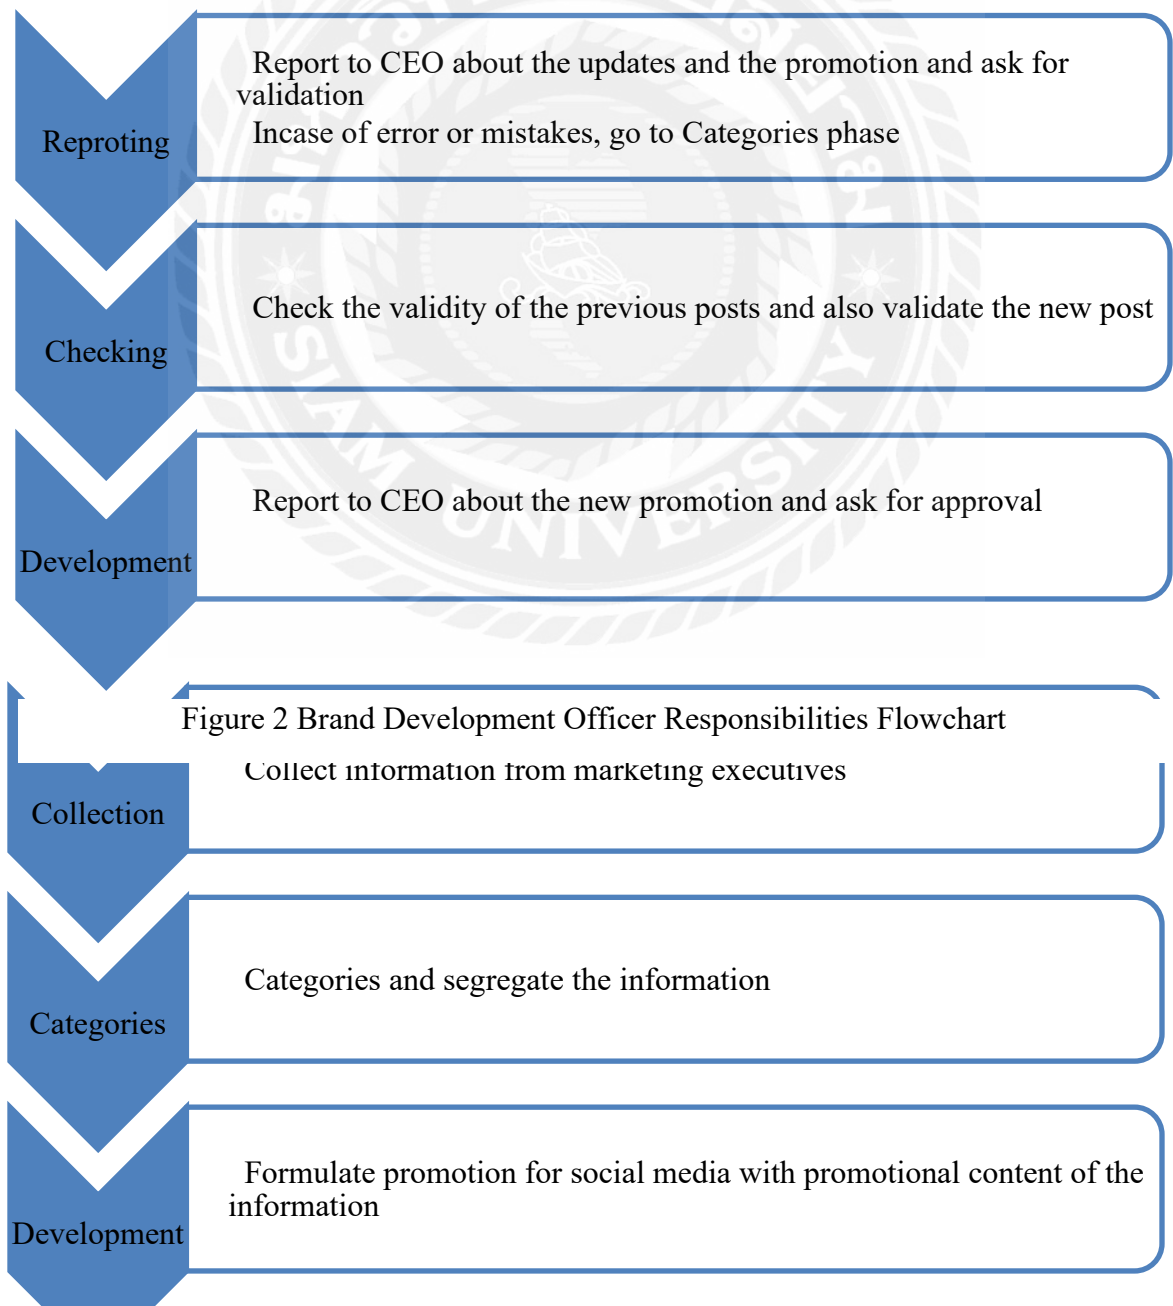 Report to CEO about the updates and the promotion and ask for
validation
Incase of error or mistakes, go to Categories phase
Reproting
Check the validity of the previous posts and also validate the new post
Checking
Report to CEO about the new promotion and ask for approval
Development
Figure 2 Brand Development Officer Responsibilities Flowchart
Collect information from marketing executives
Collection
Categories and segregate the information
Categories
Formulate promotion for social media with promotional content of the
information
Development
SIAM UNIVERSITY